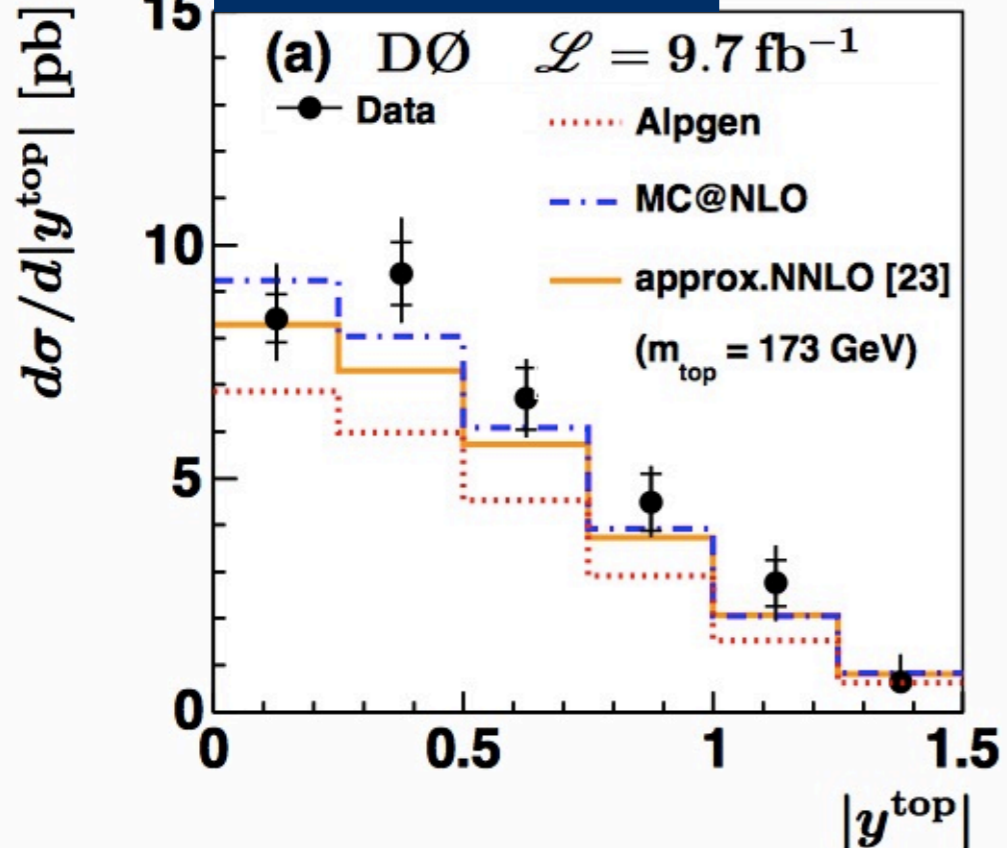 dσ/d|y^top| [pb]
15
10
5
0
(a) DØ ℒ = 9.7 fb⁻¹
Data
Alpgen
MC@NLO
approx.NNLO [23]
(m_top = 173 GeV)
0 0.5 1 1.5
|y^top|